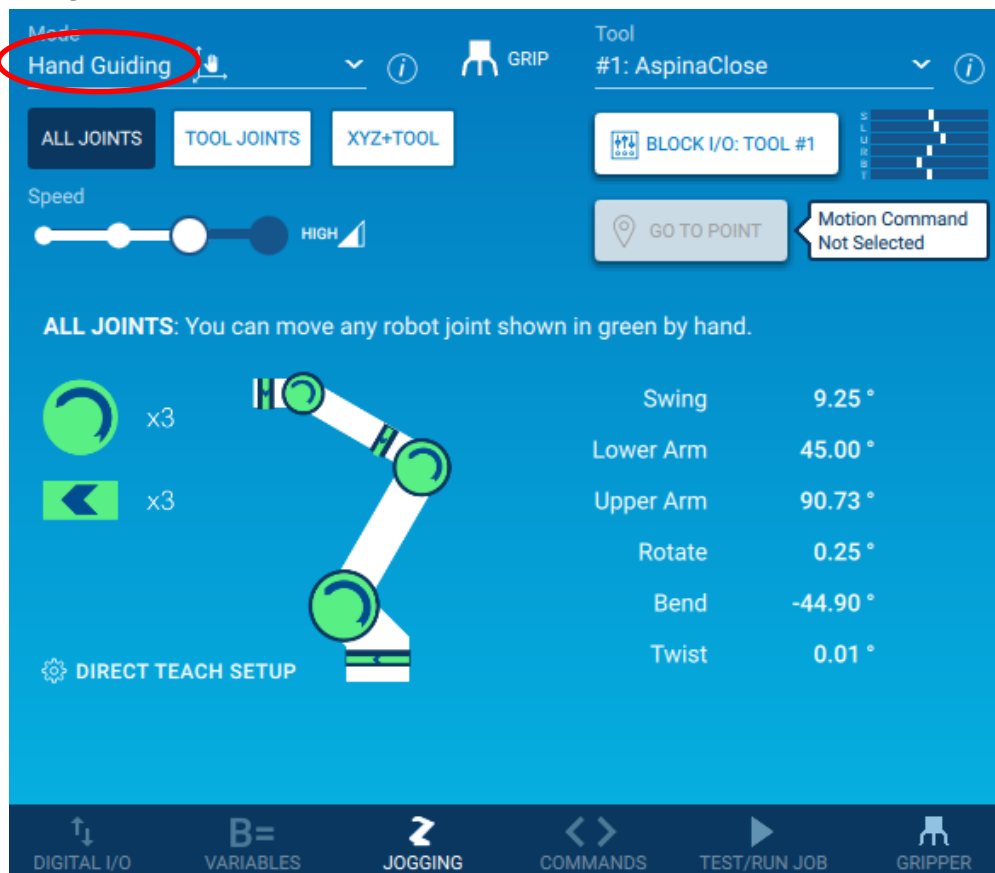 Mode
Hand Guiding
GRIP
Tool
#1: AspinaClose
ALL JOINTS
TOOL JOINTS
XYZ+TOOL
BLOCK I/O: TOOL #1
S
L
U
R
B
T
Speed
HIGH
GO TO POINT
Motion Command
Not Selected
ALL JOINTS: You can move any robot joint shown in green by hand.
x3
x3
Swing 9.25 °
Lower Arm 45.00 °
Upper Arm 90.73 °
Rotate 0.25 °
Bend -44.90 °
Twist 0.01 °
DIRECT TEACH SETUP
B=
DIGITAL I/O
VARIABLES
JOGGING
COMMANDS
TEST/RUN JOB
GRIPPER